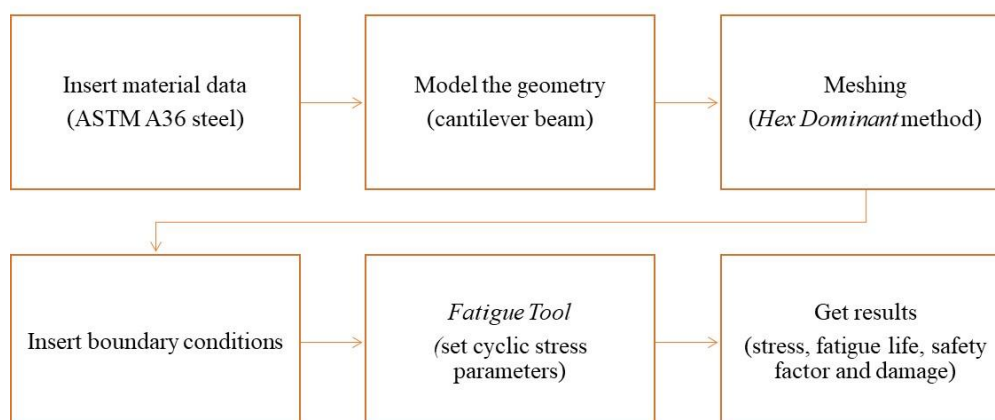 Insert material data
(ASTM A36 steel)
Model the geometry
(cantilever beam)
Meshing
(Hex Dominant method)
Insert boundary conditions
Fatigue Tool
(set cyclic stress
parameters)
Get results
(stress, fatigue life, safety
factor and damage)